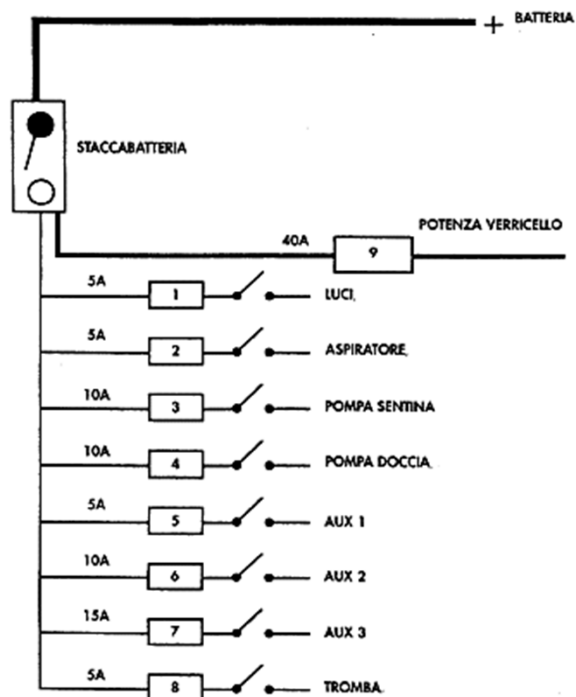 + BATTERIA
STACCABATTERIA
POTENZA VERRICELLO
40A 9
5A 1 LUCI,
5A 2 ASPIRATORE,
10A 3 POMPA SENTINA
10A 4 POMPA DOCCIA,
5A 5 AUX 1
10A 6 AUX 2
15A 7 AUX 3
5A 8 TROMBA,